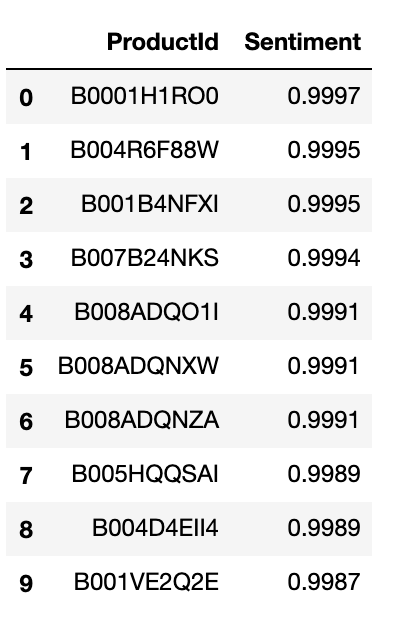 ProductId Sentiment
0 B0001H1RO0 0.9997
1 B004R6F88W 0.9995
2 B001B4NFXI 0.9995
3 B007B24NKS 0.9994
4 B008ADQO1I 0.9991
5 B008ADQNXW 0.9991
6 B008ADQNZA 0.9991
7 B005HQQSAI 0.9989
8 B004D4EII4 0.9989
9 B001VE2Q2E 0.9987